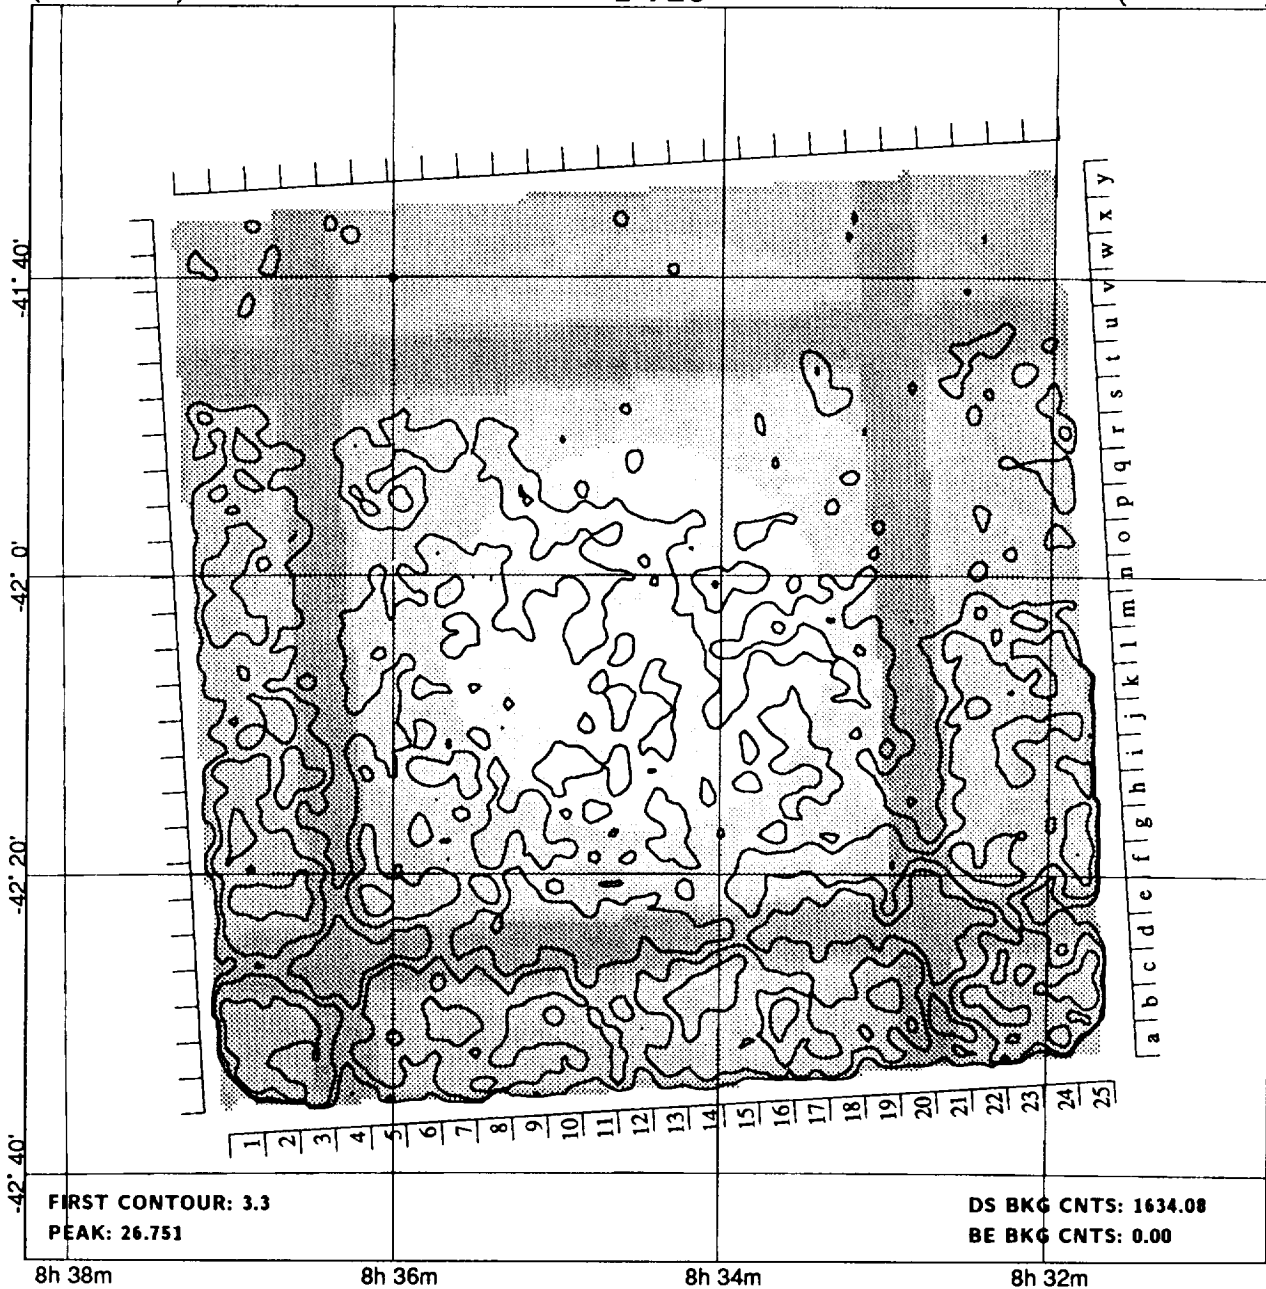 -41° 40'
-42° 0'
-42° 20'
-42° 40'
y
x
w
v
u
t
s
r
q
p
o
n
m
l
k
j
i
h
g
f
e
d
c
b
a
1 2 3 4 5 6 7 8 9 10 11 12 13 14 15 16 17 18 19 20 21 22 23 24 25
FIRST CONTOUR: 3.3
PEAK: 26.751
DS BKG CNTS: 1634.08
BE BKG CNTS: 0.00
8h 38m 8h 36m 8h 34m 8h 32m